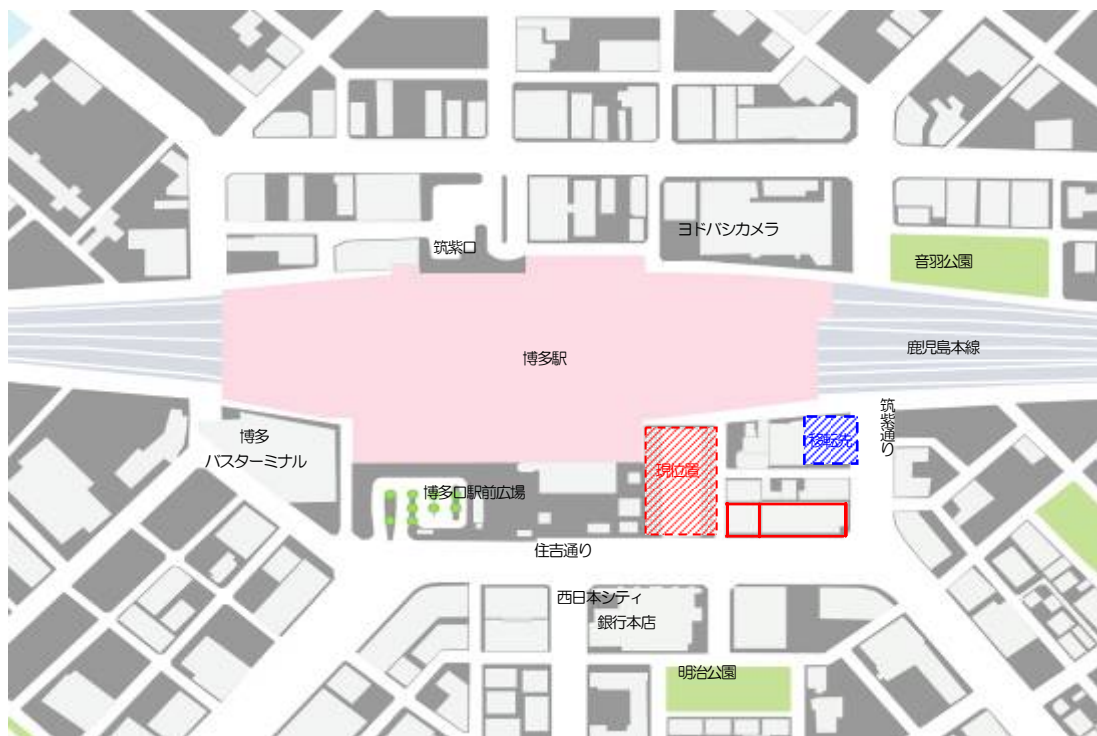 ヨドバシカメラ
筑紫口
音羽公園
鹿児島本線
博多駅
筑紫通り
博多
バスターミナル
移転先
現位置
博多口駅前広場
住吉通り
西日本シティ
銀行本店
明治公園